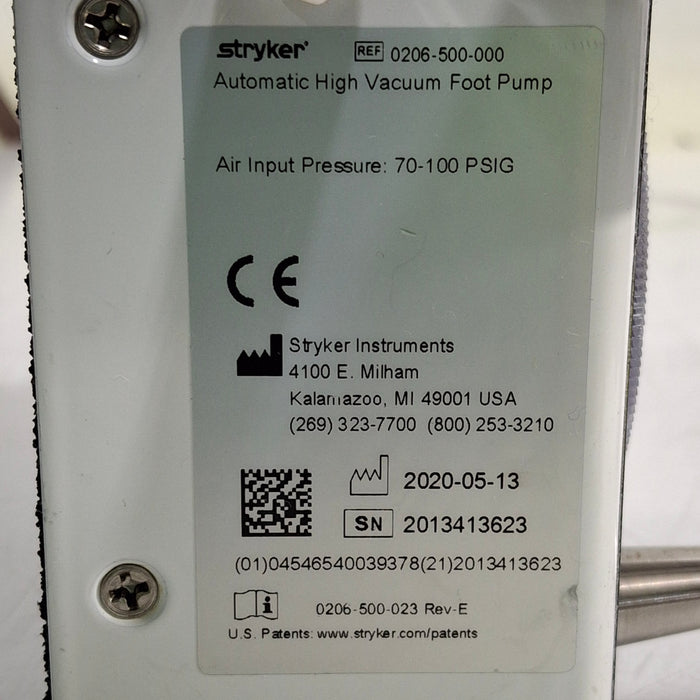 stryker REF 0206-500-000
Automatic High Vacuum Foot Pump
Air Input Pressure: 70-100 PSIG
CE
Stryker Instruments
4100 E. Milham
Kalamazoo, MI 49001 USA
(269) 323-7700 (800) 253-3210
2020-05-13
SN 2013413623
(01)04546540039378(21)2013413623
i 0206-500-023 Rev-E
U.S. Patents: www.stryker.com/patents